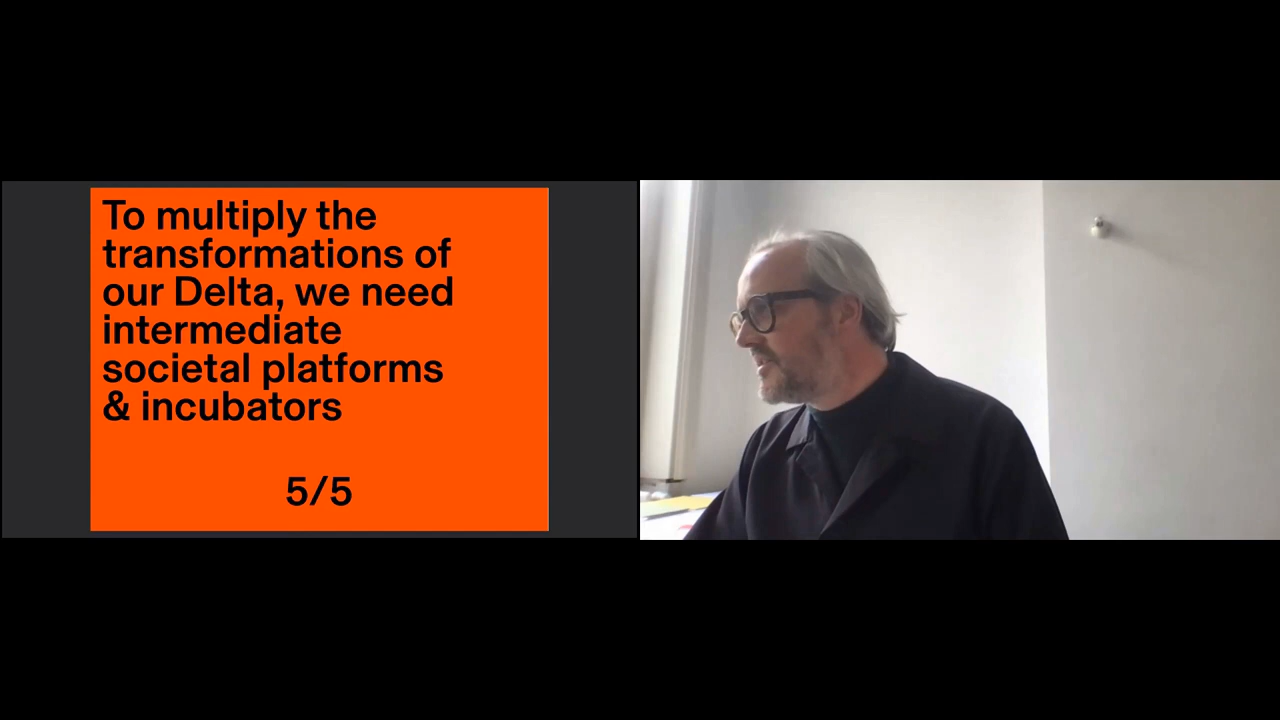 To multiply the
transformations of
our Delta, we need
intermediate
societal platforms
& incubators
5/5